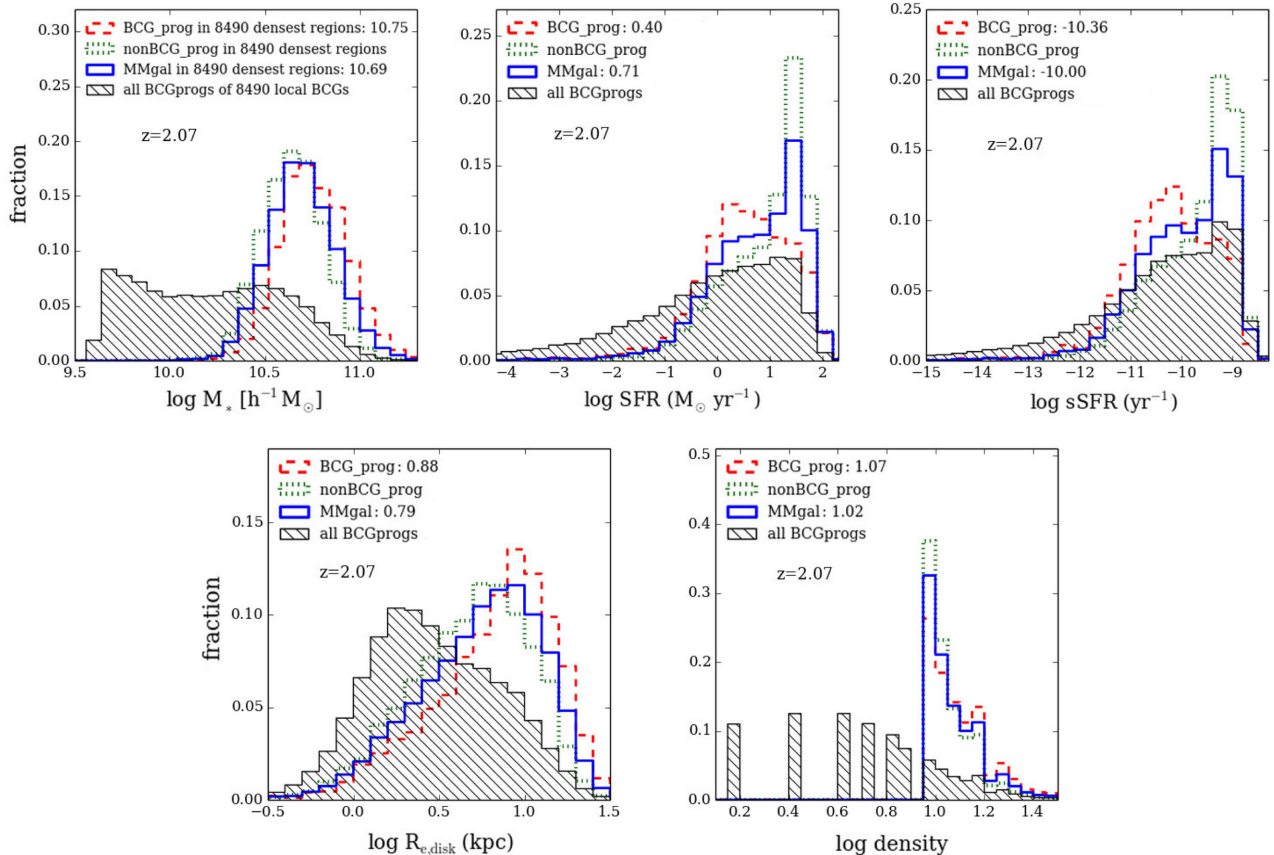 0.30
0.25
0.20
0.15
0.10
0.05
0.00
fraction
BCG_prog in 8490 densest regions: 10.75
nonBCG_prog in 8490 densest regions
MMgal in 8490 densest regions: 10.69
all BCGprogs of 8490 local BCGs
z=2.07
9.5 10.0 10.5 11.0
log M* [h⁻¹M⊙]
0.25
0.20
0.15
0.10
0.05
0.00
BCG_prog: 0.40
nonBCG_prog
MMgal: 0.71
all BCGprogs
z=2.07
−4 −3 −2 −1 0 1 2
log SFR (M⊙ yr⁻¹)
0.25
0.20
0.15
0.10
0.05
0.00
BCG_prog: -10.36
nonBCG_prog
MMgal: -10.00
all BCGprogs
z=2.07
−15 −14 −13 −12 −11 −10 −9
log sSFR (yr⁻¹)
0.15
0.10
0.05
0.00
fraction
BCG_prog: 0.88
nonBCG_prog
MMgal: 0.79
all BCGprogs
z=2.07
−0.5 0.0 0.5 1.0 1.5
log Re,disk (kpc)
0.5
0.4
0.3
0.2
0.1
0.0
BCG_prog: 1.07
nonBCG_prog
MMgal: 1.02
all BCGprogs
z=2.07
0.2 0.4 0.6 0.8 1.0 1.2 1.4
log density